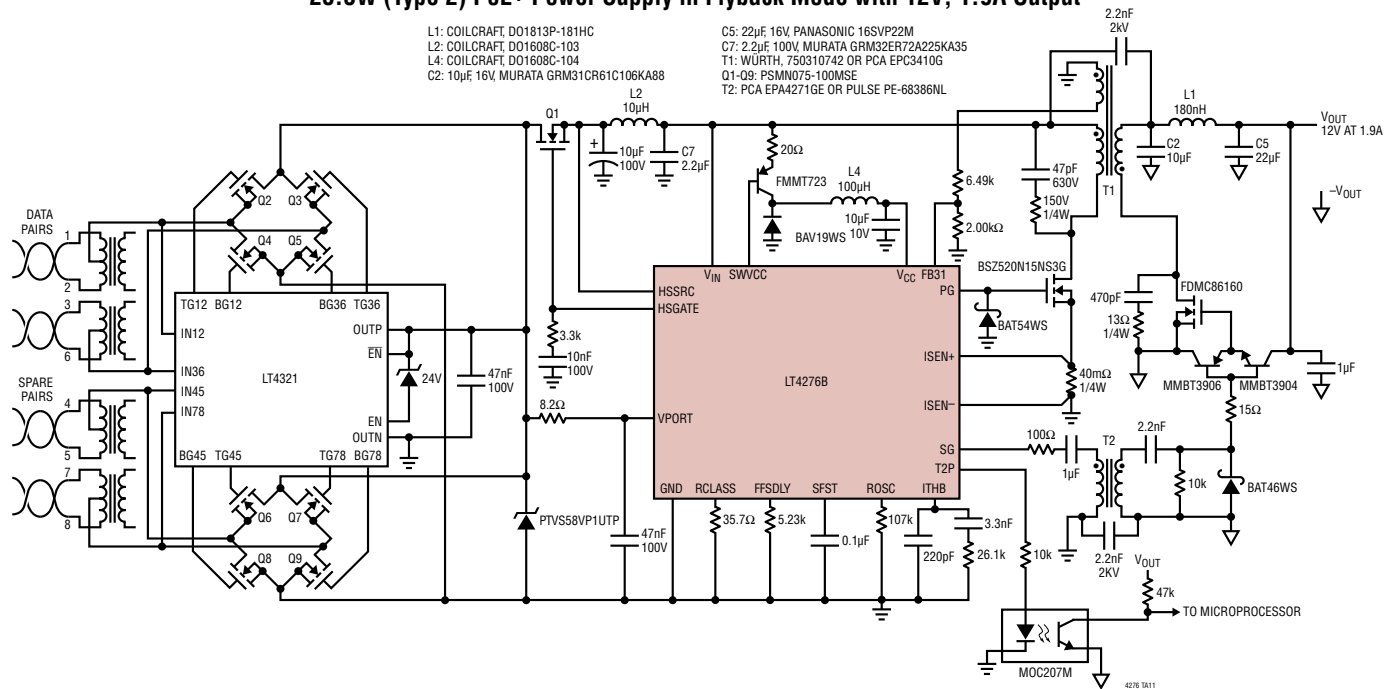 25.5W (Type 2) PoE+ Power Supply in Flyback Mode with 12V, 1.9A Output
L1: COILCRAFT, DO1813P-181HC
L2: COILCRAFT, DO1608C-103
L4: COILCRAFT, DO1608C-104
C2: 10µF, 16V, MURATA GRM31CR61C106KA88
C5: 22µF, 16V, PANASONIC 16SVP22M
C7: 2.2µF, 100V, MURATA GRM32ER72A225KA35
T1: WÜRTH, 750310742 OR PCA EPC3410G
Q1-Q9: PSMN075-100MSE
T2: PCA EPA4271GE OR PULSE PE-68386NL
2.2nF
2kV
L2
10µH
Q1
+
10µF
100V
C7
2.2µF
20Ω
FMMT723
L4
100µH
BAV19WS
10µF
10V
6.49k
2.00kΩ
47pF
630V
150V
1/4W
T1
L1
180nH
C2
10µF
C5
22µF
VOUT
12V AT 1.9A
–VOUT
Q2
Q3
Q4
Q5
DATA
PAIRS
1
2
3
6
SPARE
PAIRS
4
5
7
8
TG12
BG12
BG36
TG36
IN12
IN36
IN45
IN78
LT4321
OUTP
EN
EN
OUTN
BG45
TG45
TG78
BG78
24V
47nF
100V
Q6
Q7
Q8
Q9
3.3k
10nF
100V
8.2Ω
PTVS58VP1UTP
47nF
100V
VIN
SWVCC
VCC
FB31
HSSRC
HSGATE
VPORT
LT4276B
PG
ISEN+
ISEN–
SG
T2P
GND
RCLASS
FFSDLY
SFST
ROSC
ITHB
BSZ520N15NS3G
BAT54WS
40mΩ
1/4W
470pF
13Ω
1/4W
FDMC86160
MMBT3906
MMBT3904
1µF
15Ω
100Ω
1µF
T2
2.2nF
10k
BAT46WS
2.2nF
2KV
35.7Ω
5.23k
0.1µF
107k
220pF
3.3nF
26.1k
10k
VOUT
47k
TO MICROPROCESSOR
MOC207M
4276 TA11